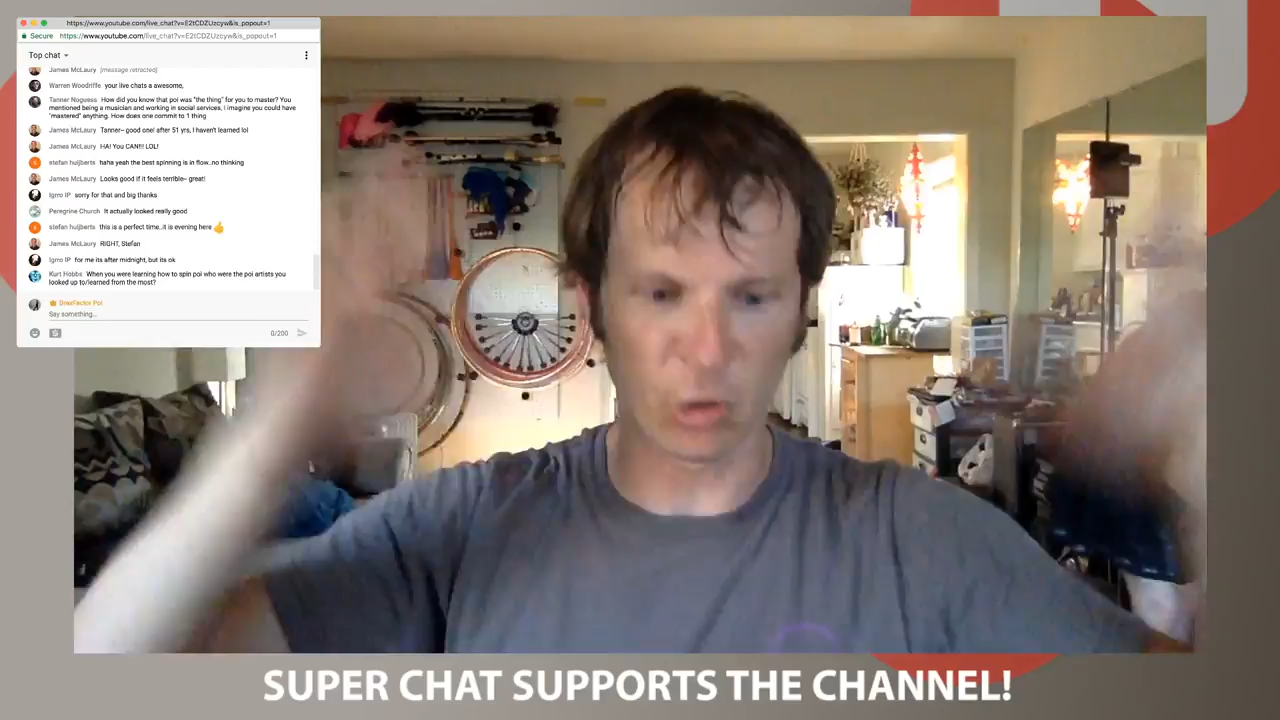 https://www.youtube.com/live_chat?v=E2tCDZUzcyw&is_popout=1
Secure https://www.youtube.com/live_chat?v=E2tCDZUzcyw&is_popout=1
Top chat
James McLaury [message retracted]
Warren Woodriffe your live chats a awesome,
Tanner Noguess How did you know that poi was "the thing" for you to master? You
mentioned being a musician and working in social services, I imagine you could have
"mastered" anything. How does one commit to 1 thing
James McLaury Tanner-- good one! after 51 yrs, I haven't learned lol
James McLaury HA! You CAN!!! LOL!
stefan huijberts haha yeah the best spinning is in flow..no thinking
James McLaury Looks good if it feels terrible-- great!
Igro IP sorry for that and big thanks
Peregrine Church It actually looked really good
stefan huijberts this is a perfect time..it is evening here 👍
James McLaury RIGHT, Stefan
Igro IP for me its after midnight, but its ok
Kurt Hobbs When you were learning how to spin poi who were the poi artists you
looked up to/learned from the most?
DrexFactor Poi
Say something...
0/200
SUPER CHAT SUPPORTS THE CHANNEL!